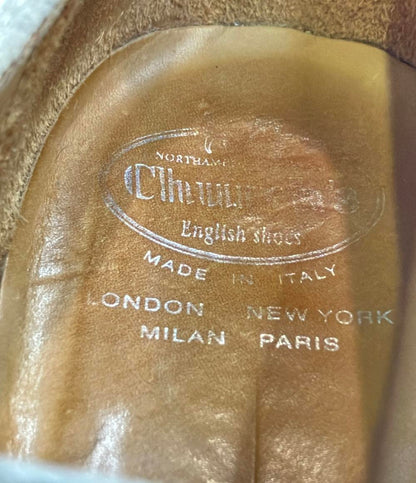 English shoes
MADE IN ITALY
LONDON NEW YORK
MILAN PARIS